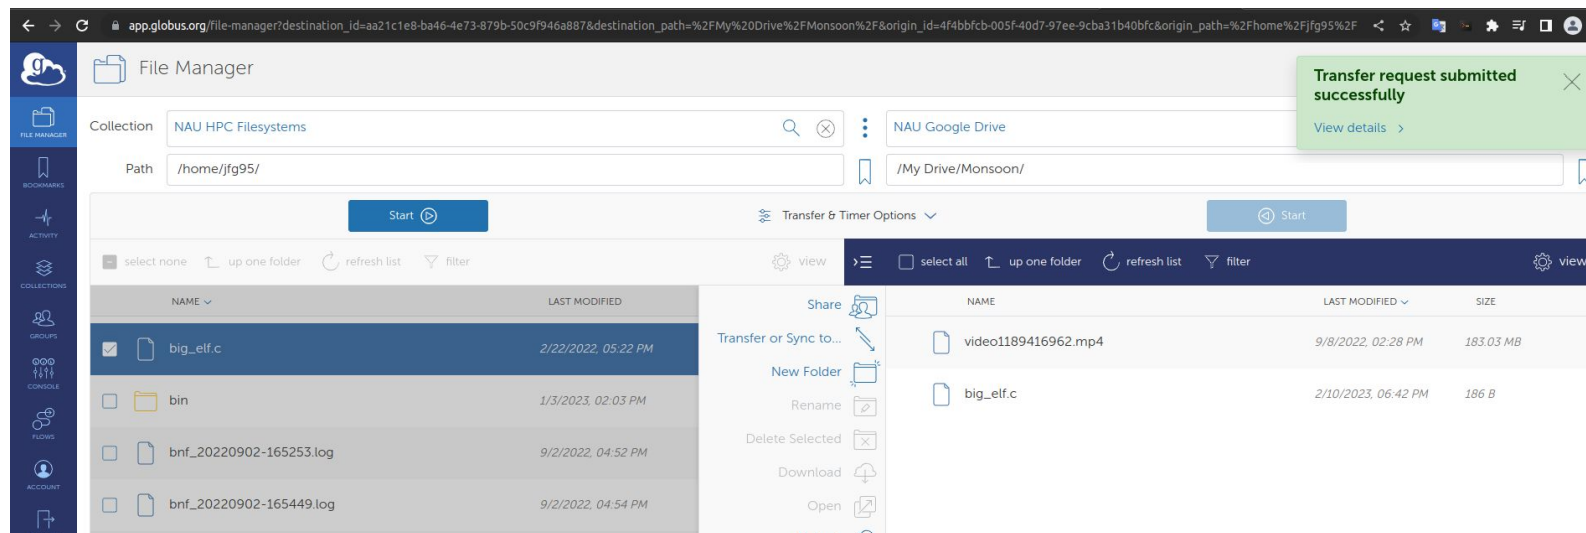 app.globus.org/file-manager?destination_id=aa21c1e8-ba46-4e73-879b-50c9f946a887&destination_path=%2FMy%20Drive%2FMonsoon%2F&origin_id=4f4bbfcb-005f-40d7-97ee-9cba31b40bfc&origin_path=%2Fhome%2Fjfg95%2F
File Manager
Transfer request submitted
successfully
View details >
FILE MANAGER
BOOKMARKS
ACTIVITY
COLLECTIONS
GROUPS
CONSOLE
FLOWS
ACCOUNT
Collection NAU HPC Filesystems NAU Google Drive
Path /home/jfg95/ /My Drive/Monsoon/
Start Transfer & Timer Options Start
select none up one folder refresh list filter view select all up one folder refresh list filter view
NAME LAST MODIFIED
big_elf.c 2/22/2022, 05:22 PM
bin 1/3/2023, 02:03 PM
bnf_20220902-165253.log 9/2/2022, 04:52 PM
bnf_20220902-165449.log 9/2/2022, 04:54 PM
Share
Transfer or Sync to...
New Folder
Rename
Delete Selected
Download
Open
NAME LAST MODIFIED SIZE
video1189416962.mp4 9/8/2022, 02:28 PM 183.03 MB
big_elf.c 2/10/2023, 06:42 PM 186 B